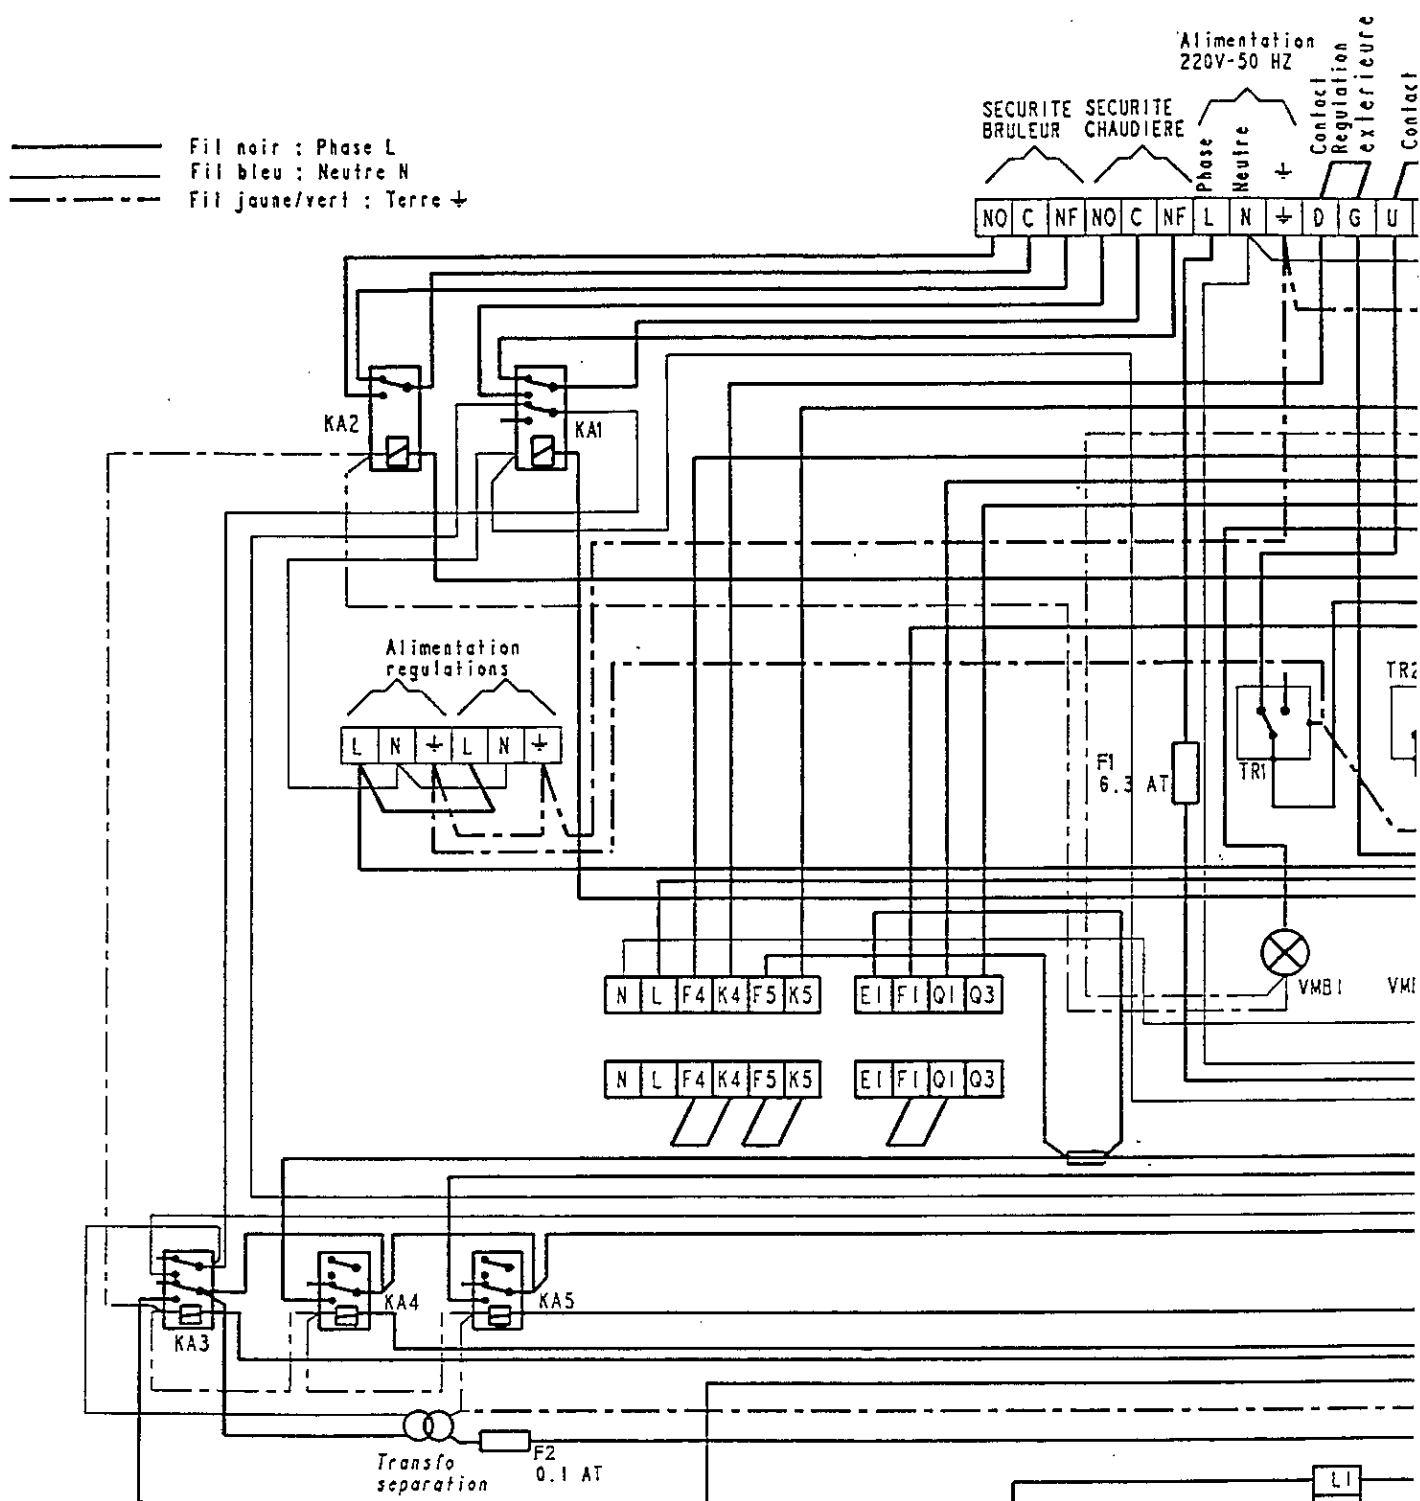 Alimentation
220V-50 HZ
Contact
Regulation
exterieure
Contact
SECURITE
BRULEUR
SECURITE
CHAUDIERE
Phase
Neutre
Fil noir : Phase L
Fil bleu : Neutre N
Fil jaune/vert : Terre
NO C NF NO C NF L N D G U
KA2
KA1
Alimentation
regulations
L N L N
TR2
TR1
F1
6.3 AT
VMB1
N L F4 K4 F5 K5 E1 F1 Q1 Q3
N L F4 K4 F5 K5 E1 F1 Q1 Q3
KA3
KA4
KA5
Transfo
separation
F2
0.1 AT
L1